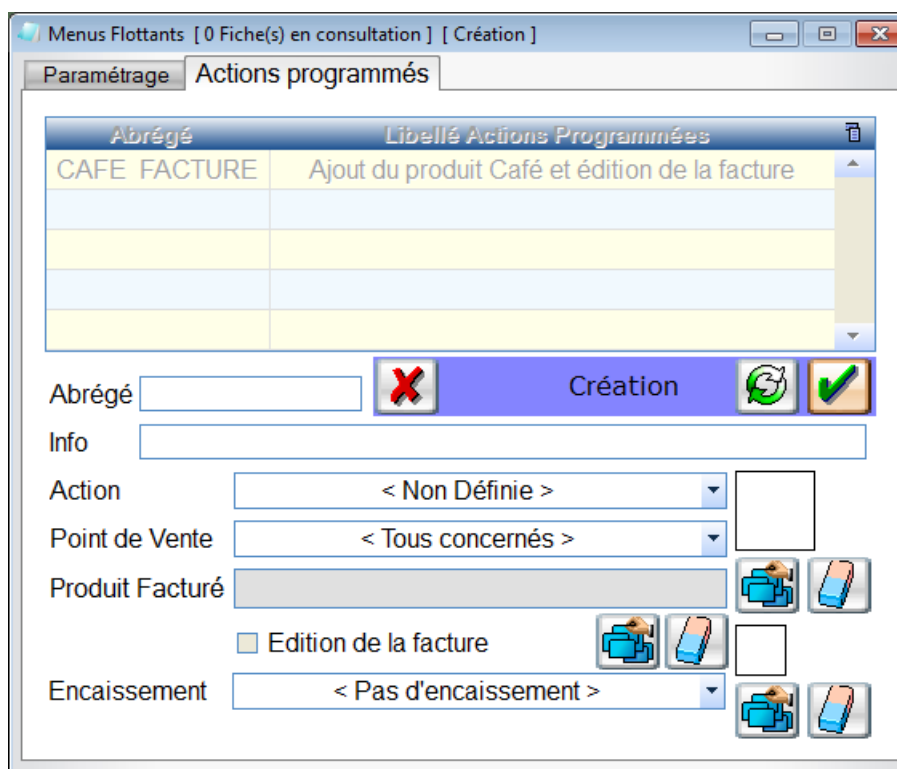 Menus Flottants [ 0 Fiche(s) en consultation ] [ Création ]
Paramétrage Actions programmés
Abrégé Libellé Actions Programmées
CAFE FACTURE Ajout du produit Café et édition de la facture
Abrégé Création
Info
Action < Non Définie >
Point de Vente < Tous concernés >
Produit Facturé
Edition de la facture
Encaissement < Pas d'encaissement >